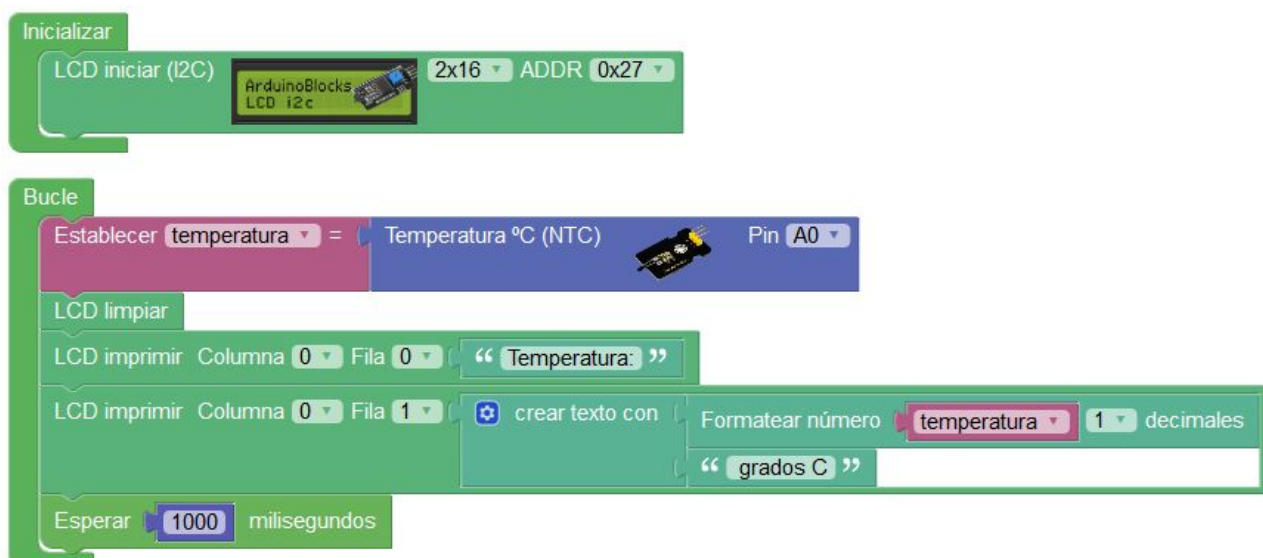 Inicializar
LCD iniciar (I2C) ArduinoBlocks LCD i2c 2x16 ADDR 0x27
Bucle
Establecer temperatura = Temperatura ºC (NTC) Pin A0
LCD limpiar
LCD imprimir Columna 0 Fila 0 “ Temperatura: ”
LCD imprimir Columna 0 Fila 1 crear texto con Formatear número temperatura 1 decimales
“ grados C ”
Esperar 1000 milisegundos